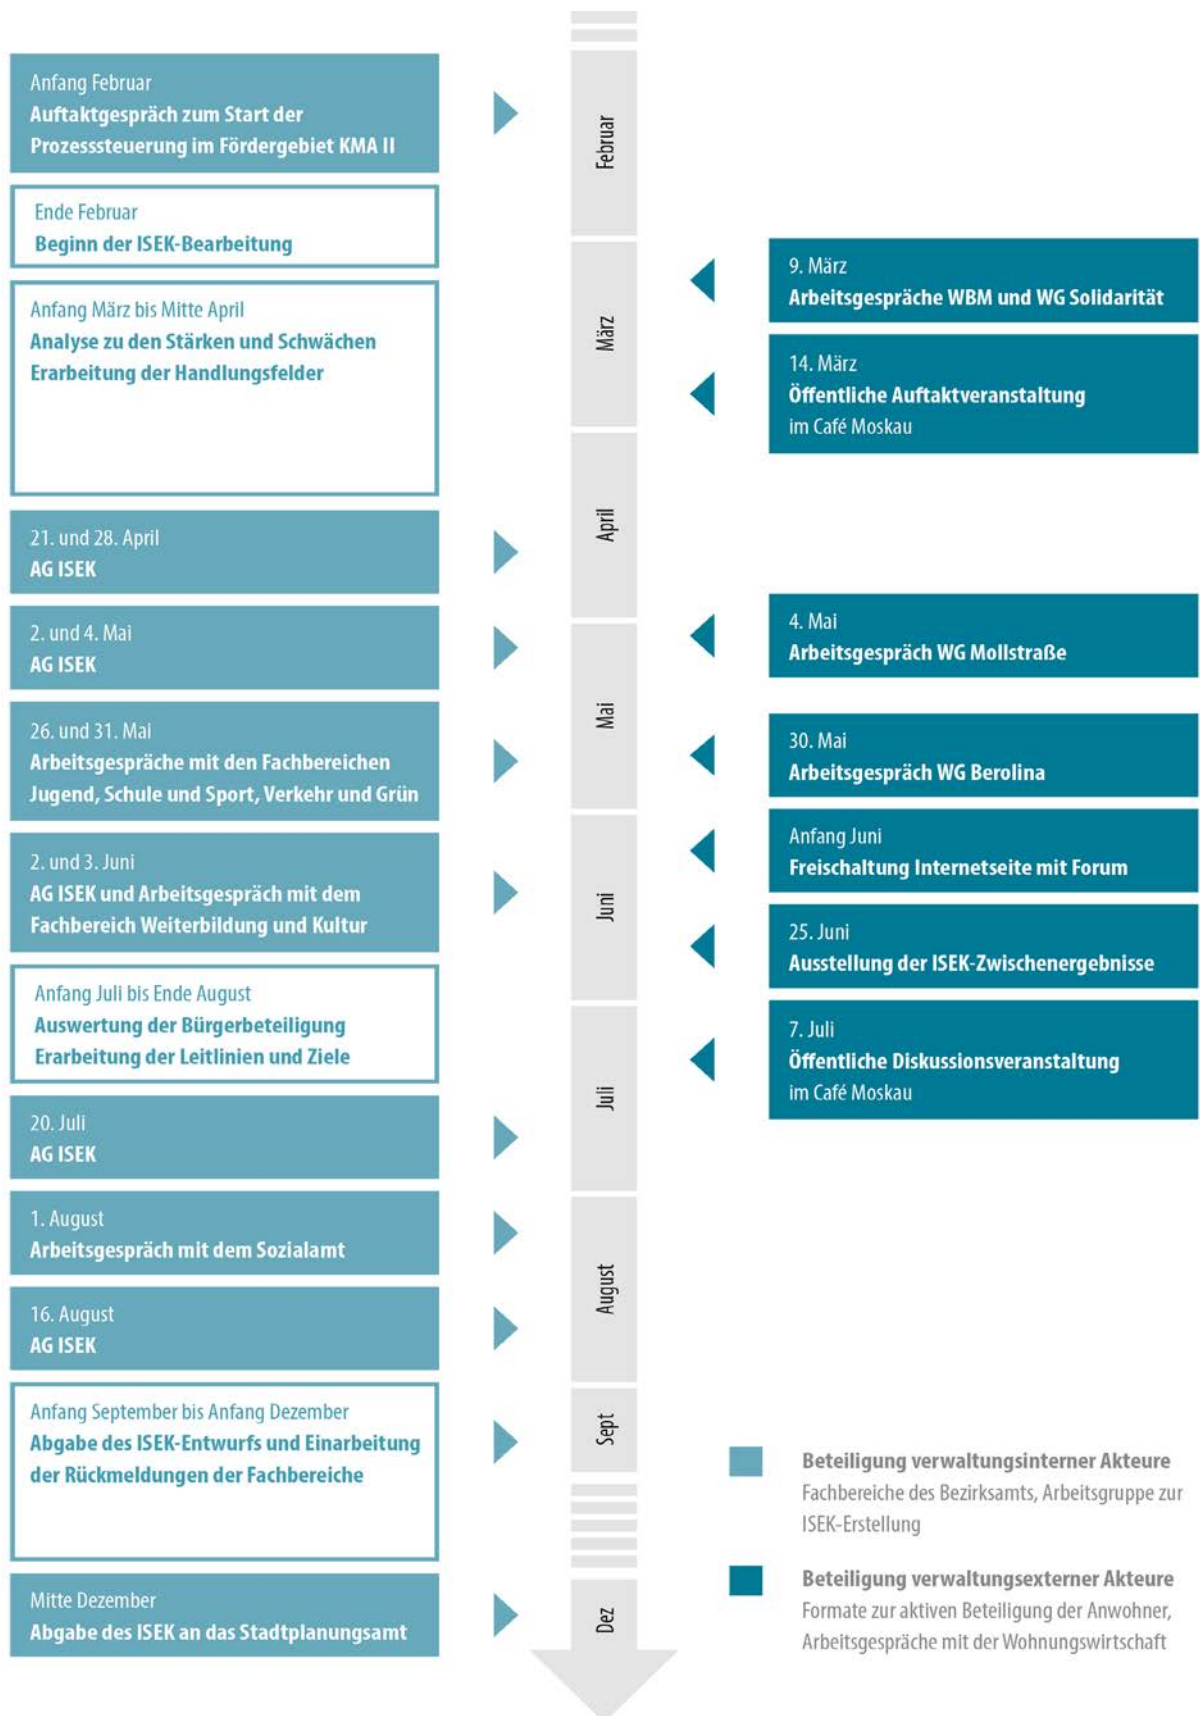 Anfang Februar
Auftaktgespräch zum Start der
Prozesssteuerung im Fördergebiet KMA II
Ende Februar
Beginn der ISEK-Bearbeitung
Anfang März bis Mitte April
Analyse zu den Stärken und Schwächen
Erarbeitung der Handlungsfelder
21. und 28. April
AG ISEK
2. und 4. Mai
AG ISEK
26. und 31. Mai
Arbeitsgespräche mit den Fachbereichen
Jugend, Schule und Sport, Verkehr und Grün
2. und 3. Juni
AG ISEK und Arbeitsgespräch mit dem
Fachbereich Weiterbildung und Kultur
Anfang Juli bis Ende August
Auswertung der Bürgerbeteiligung
Erarbeitung der Leitlinien und Ziele
20. Juli
AG ISEK
1. August
Arbeitsgespräch mit dem Sozialamt
16. August
AG ISEK
Anfang September bis Anfang Dezember
Abgabe des ISEK-Entwurfs und Einarbeitung
der Rückmeldungen der Fachbereiche
Mitte Dezember
Abgabe des ISEK an das Stadtplanungsamt
Februar
März
April
Mai
Juni
Juli
August
Sept
Dez
9. März
Arbeitsgespräche WBM und WG Solidarität
14. März
Öffentliche Auftaktveranstaltung
im Café Moskau
4. Mai
Arbeitsgespräch WG Mollstraße
30. Mai
Arbeitsgespräch WG Berolina
Anfang Juni
Freischaltung Internetseite mit Forum
25. Juni
Ausstellung der ISEK-Zwischenergebnisse
7. Juli
Öffentliche Diskussionsveranstaltung
im Café Moskau
Beteiligung verwaltungsinterner Akteure
Fachbereiche des Bezirksamts, Arbeitsgruppe zur
ISEK-Erstellung
Beteiligung verwaltungsexterner Akteure
Formate zur aktiven Beteiligung der Anwohner,
Arbeitsgespräche mit der Wohnungswirtschaft